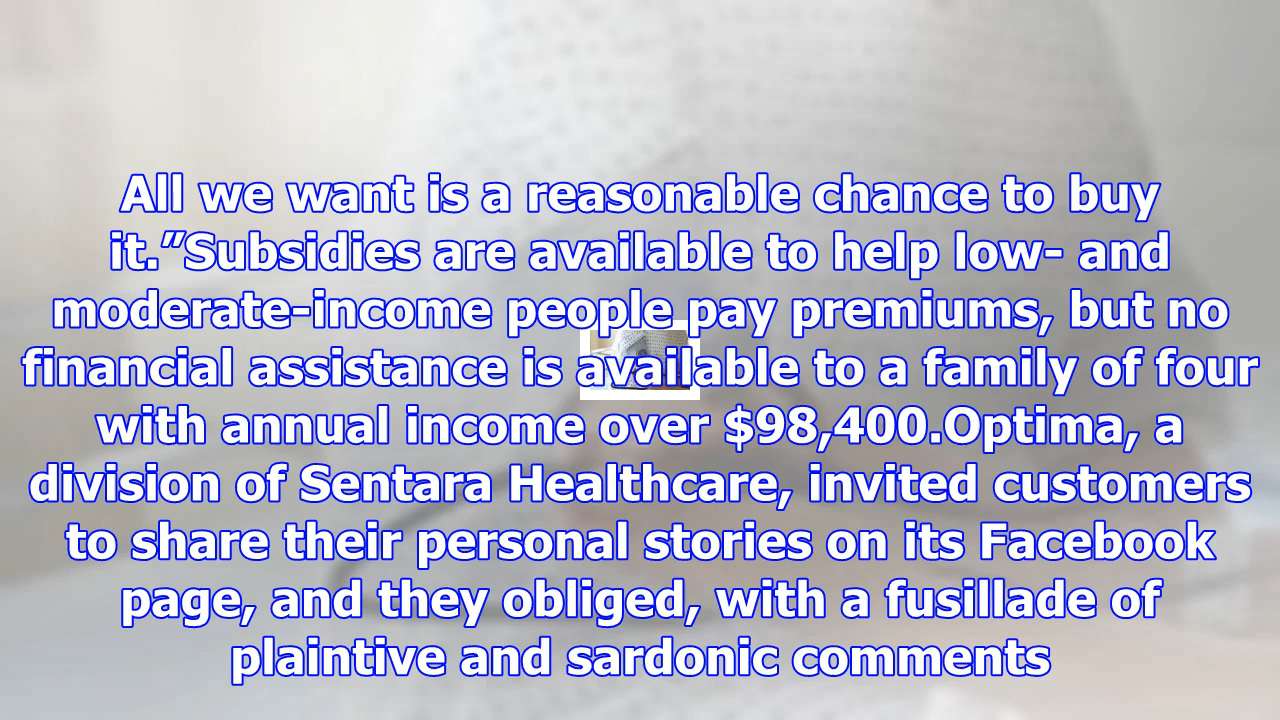 All we want is a reasonable chance to buy
it.”Subsidies are available to help low- and
moderate-income people pay premiums, but no
financial assistance is available to a family of four
with annual income over $98,400.Optima, a
division of Sentara Healthcare, invited customers
to share their personal stories on its Facebook
page, and they obliged, with a fusillade of
plaintive and sardonic comments